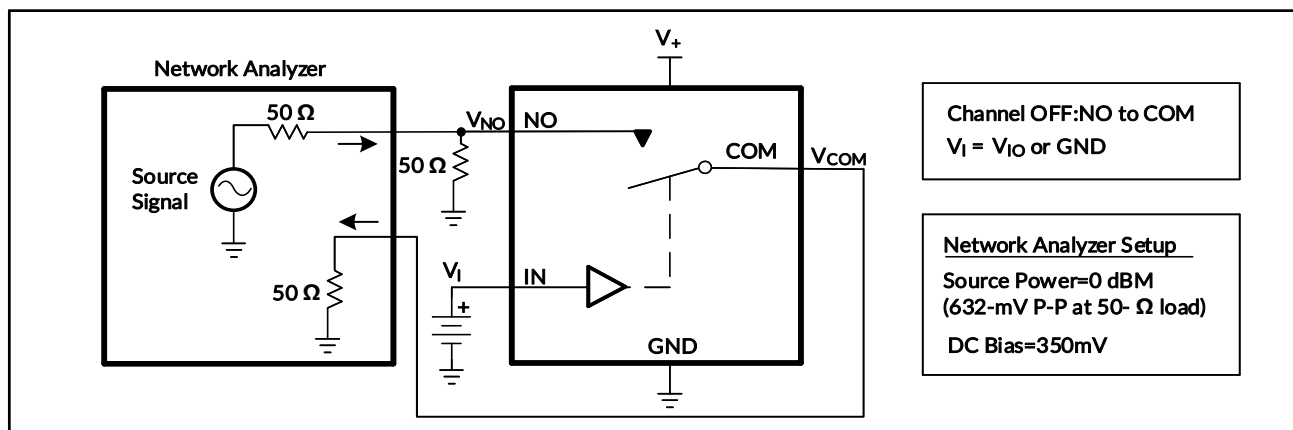 V+
Network Analyzer
50 Ω
VNO
NO
50 Ω
COM
VCOM
Source
Signal
50 Ω
VI
IN
+
GND
Channel OFF:NO to COM
VI = VIO or GND
Network Analyzer Setup
Source Power=0 dBM
(632-mV P-P at 50- Ω load)
DC Bias=350mV